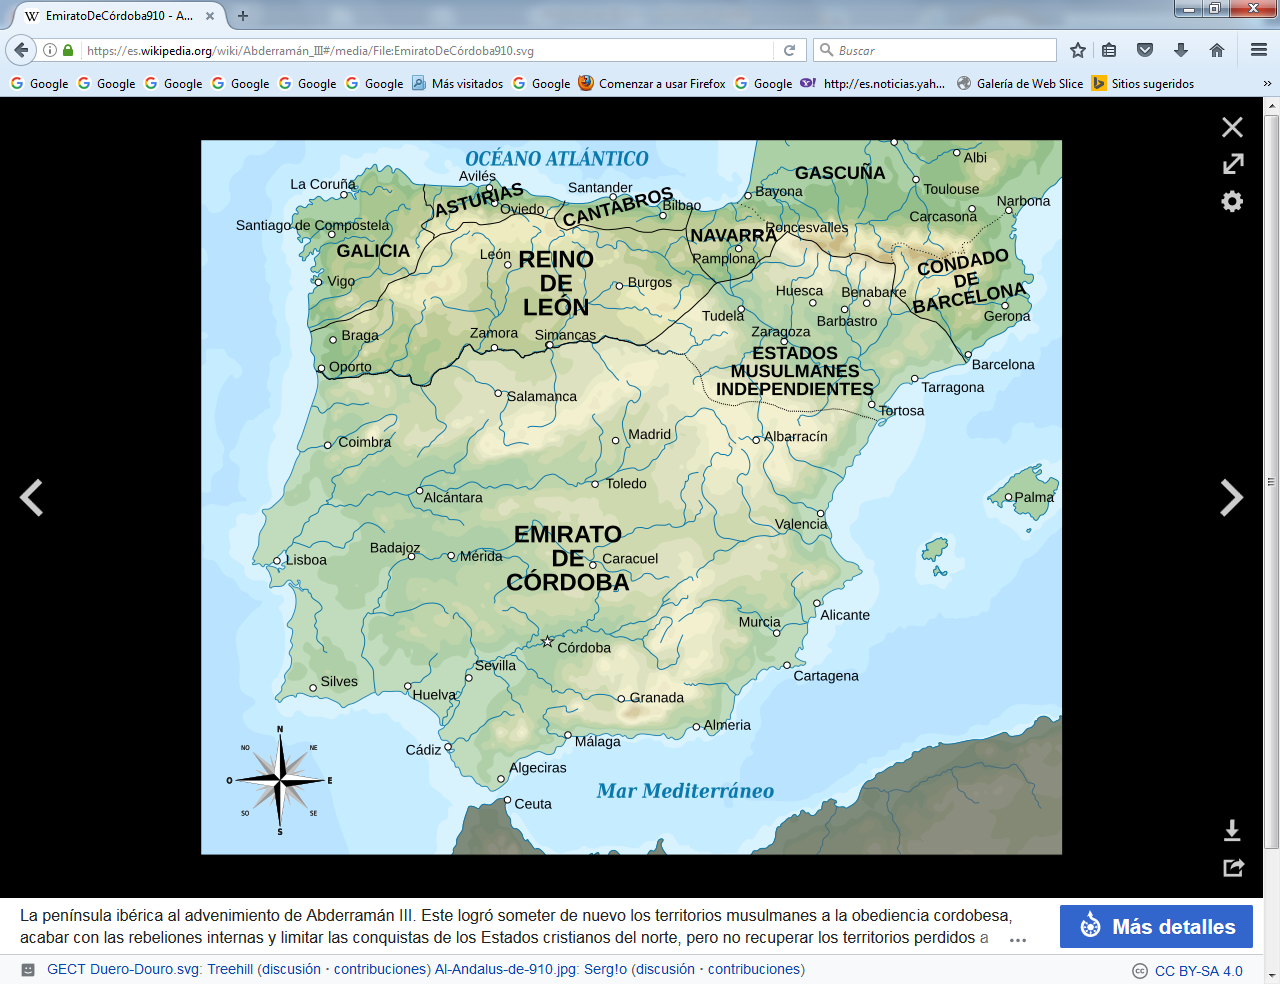 EmiratoDeCórdoba910 - A...
https://es.wikipedia.org/wiki/Abderramán_III#/media/File:EmiratoDeCórdoba910.svg
Buscar
Google Google Google Google Google Google Más visitados Google Comenzar a usar Firefox Google http://es.noticias.yah... Galería de Web Slice Sitios sugeridos
OCÉANO ATLÁNTICO
Albi
GASCUÑA
Avilés
La Coruña
Santander
Toulouse
Bayona
ASTURIAS
CANTABROS
Narbona
Oviedo
Bilbao
Carcasona
Santiago de Compostela
Roncesvalles
NAVARRA
GALICIA
León
Pamplona
REINO
DE
LEÓN
CONDADO
DE
BARCELONA
Vigo
Burgos
Huesca
Benabarre
Tudela
Barbastro
Gerona
Braga
Zamora
Simancas
Zaragoza
ESTADOS
MUSULMANES
INDEPENDIENTES
Oporto
Barcelona
Tarragona
Salamanca
Tortosa
Coimbra
Madrid
Albarracín
Alcántara
Toledo
Palma
Valencia
EMIRATO
DE
CÓRDOBA
Badajoz
Mérida
Caracuel
Lisboa
Alicante
Murcia
Córdoba
Sevilla
Cartagena
Silves
Huelva
Granada
Almeria
Málaga
Cádiz
Algeciras
Mar Mediterráneo
Ceuta
N
NO
NE
O
E
SO
SE
S
La península ibérica al advenimiento de Abderramán III. Este logró someter de nuevo los territorios musulmanes a la obediencia cordobesa,
acabar con las rebeliones internas y limitar las conquistas de los Estados cristianos del norte, pero no recuperar los territorios perdidos a ...
Más detalles
GECT Duero-Douro.svg: Treehill (discusión · contribuciones) Al-Andalus-de-910.jpg: Serg!o (discusión · contribuciones)
CC BY-SA 4.0